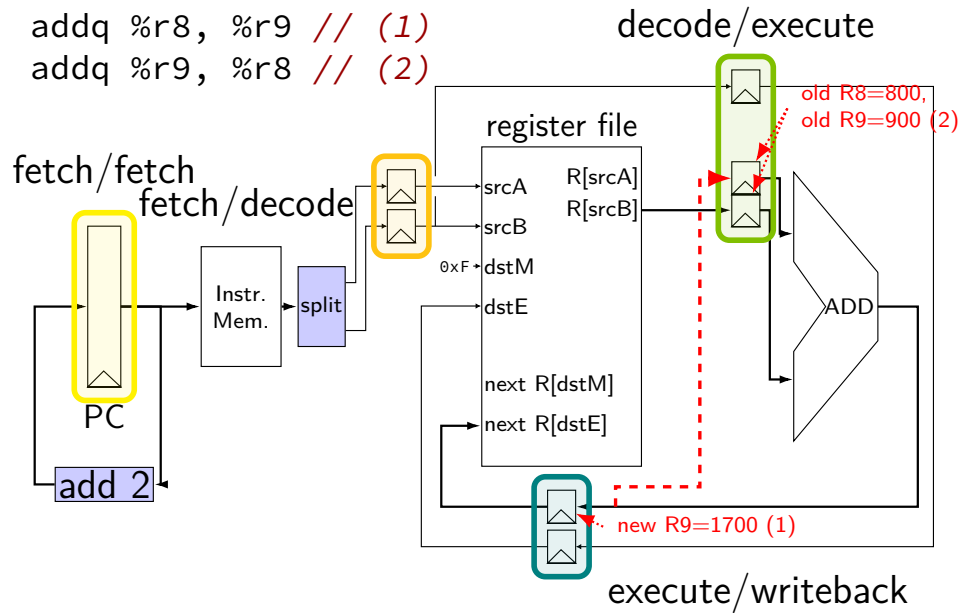 addq %r8, %r9 // (1)
addq %r9, %r8 // (2)
decode/execute
old R8=800,
old R9=900 (2)
register file
fetch/fetch
fetch/decode
srcA
R[srcA]
srcB
R[srcB]
0xF
dstM
dstE
Instr.
Mem.
split
ADD
next R[dstM]
next R[dstE]
PC
add 2
new R9=1700 (1)
execute/writeback